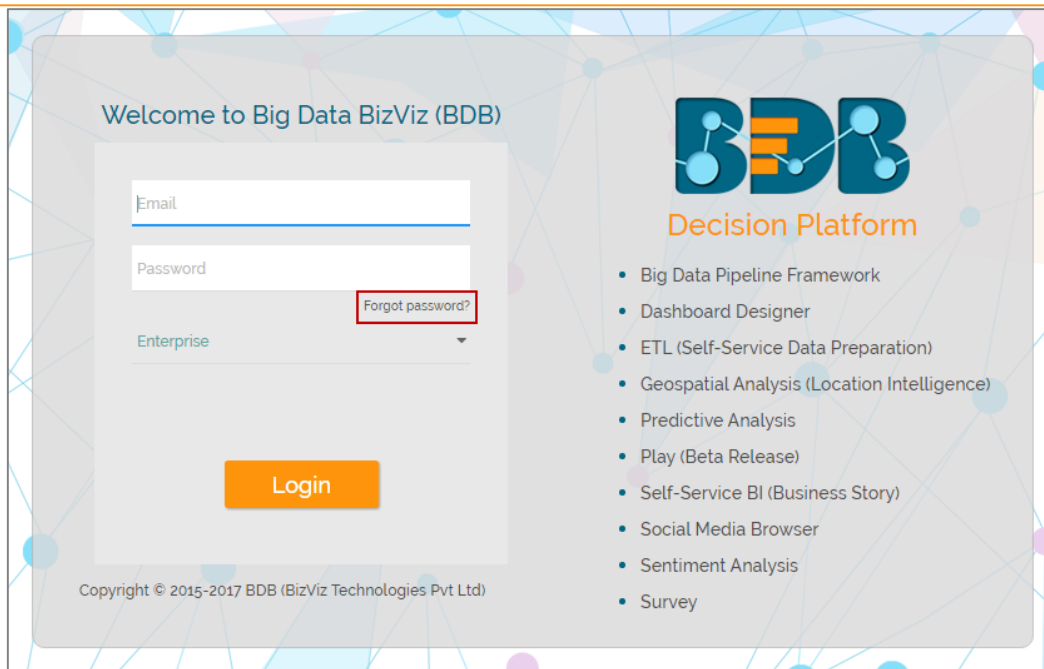 Welcome to Big Data BizViz (BDB)
Email
Password
Forgot password?
Enterprise
Login
Copyright © 2015-2017 BDB (BizViz Technologies Pvt Ltd)
BDB
Decision Platform
• Big Data Pipeline Framework
• Dashboard Designer
• ETL (Self-Service Data Preparation)
• Geospatial Analysis (Location Intelligence)
• Predictive Analysis
• Play (Beta Release)
• Self-Service BI (Business Story)
• Social Media Browser
• Sentiment Analysis
• Survey